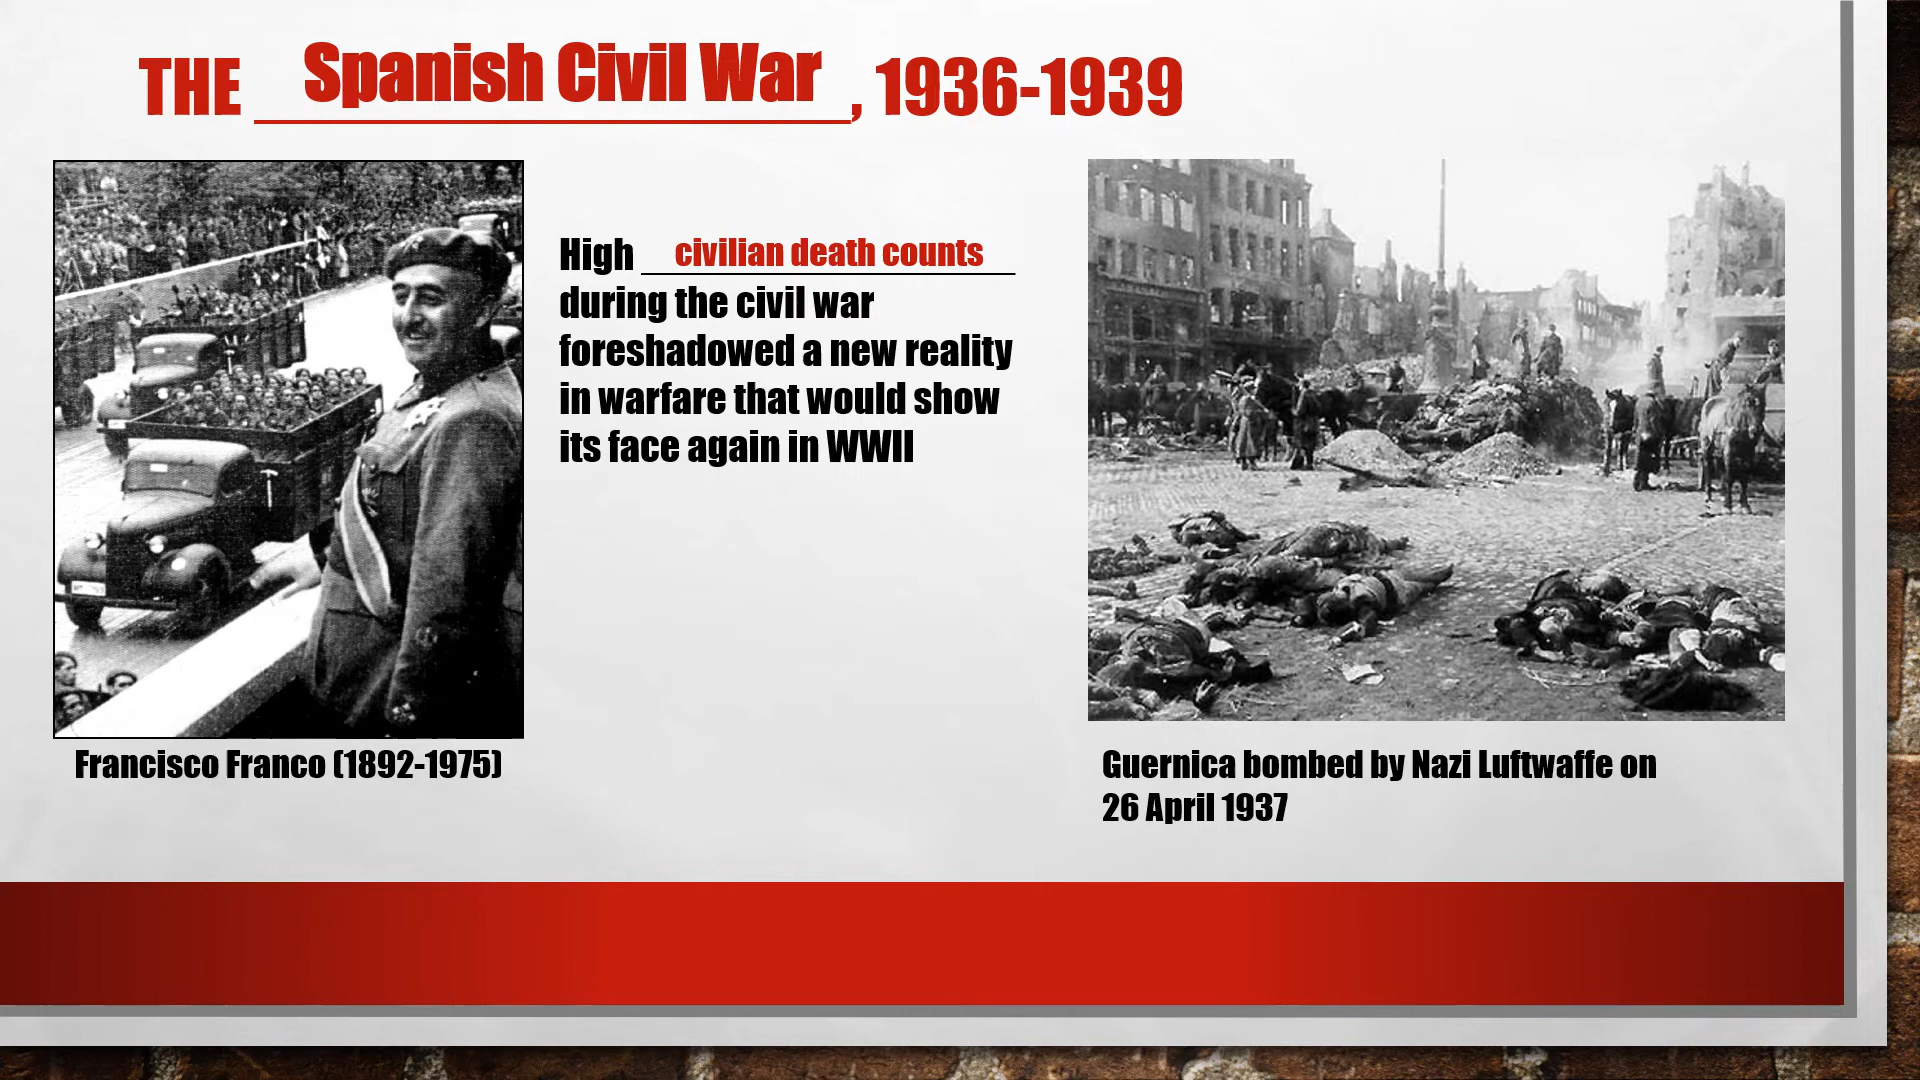 THE Spanish Civil War, 1936-1939
High civilian death counts
during the civil war
foreshadowed a new reality
in warfare that would show
its face again in WWII
Francisco Franco (1892-1975)
Guernica bombed by Nazi Luftwaffe on
26 April 1937